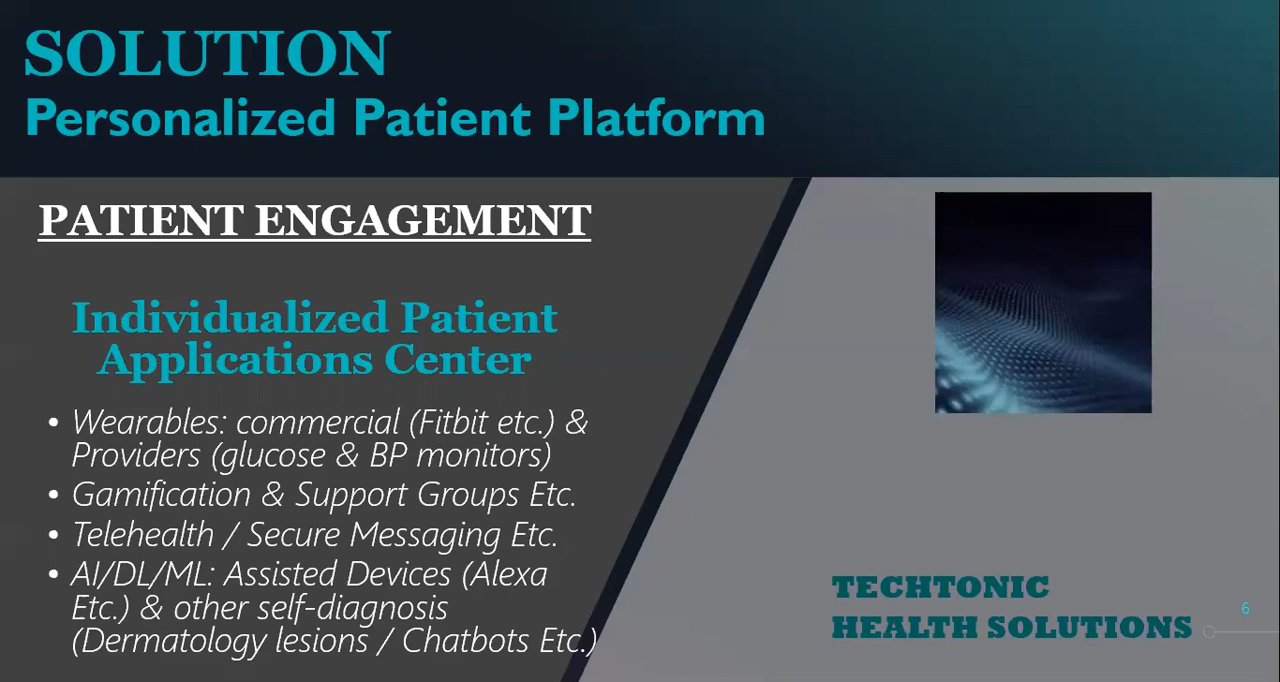 SOLUTION
Personalized Patient Platform
PATIENT ENGAGEMENT
Individualized Patient
Applications Center
• Wearables: commercial (Fitbit etc.) &
Providers (glucose & BP monitors)
• Gamification & Support Groups Etc.
• Telehealth / Secure Messaging Etc.
• AI/DL/ML: Assisted Devices (Alexa
Etc.) & other self-diagnosis
(Dermatology lesions / Chatbots Etc.)
TECHTONIC
HEALTH SOLUTIONS
6